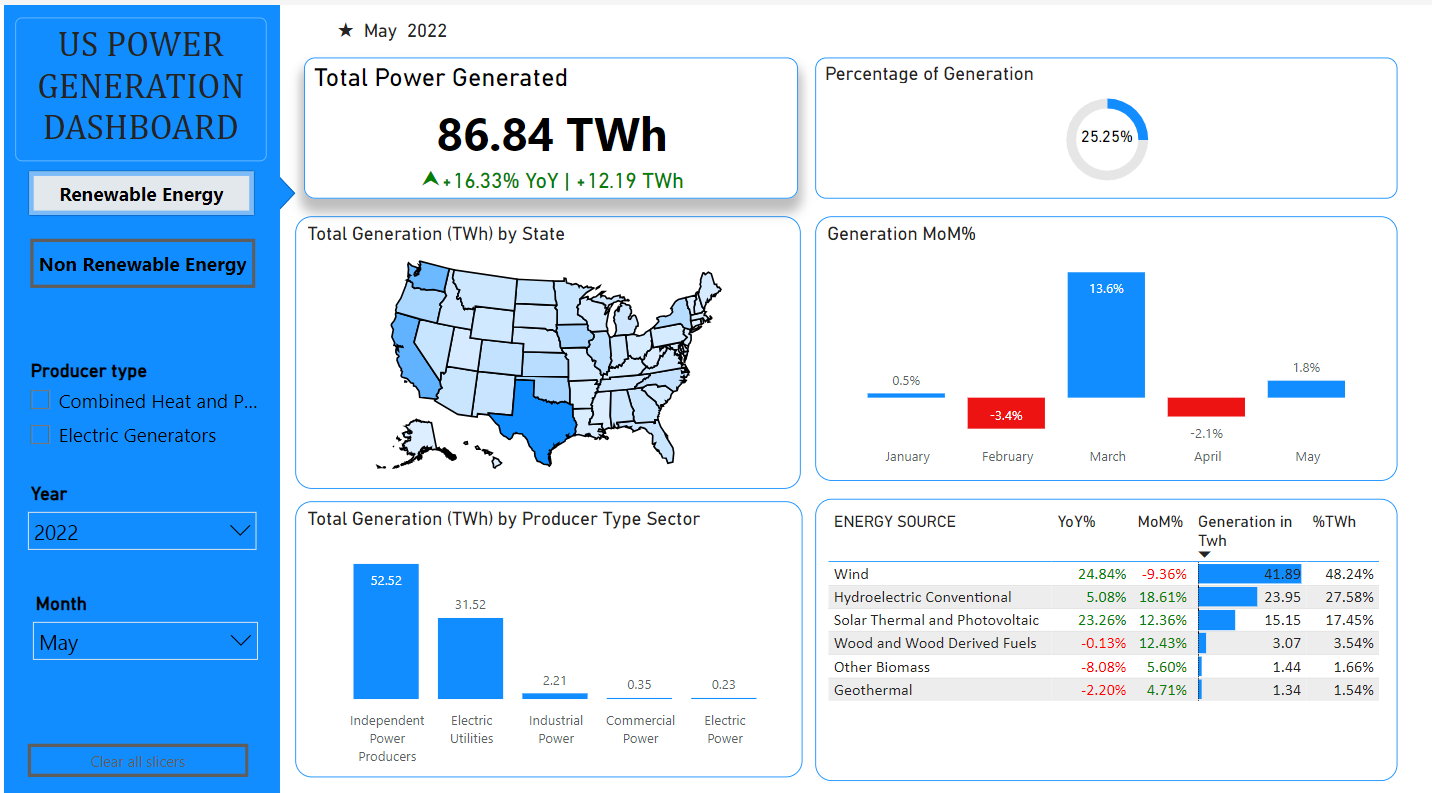 US POWER
GENERATION
DASHBOARD
Renewable Energy
Non Renewable Energy
Producer type
Combined Heat and P...
Electric Generators
Year
2022
Month
May
Clear all slicers
★ May 2022
Total Power Generated
86.84 TWh
+16.33% YoY | +12.19 TWh
Percentage of Generation
25.25%
Total Generation (TWh) by State
Generation MoM%
0.5%
-3.4%
13.6%
-2.1%
1.8%
January February March April May
Total Generation (TWh) by Producer Type Sector
52.52
31.52
2.21
0.35
0.23
Independent Power Producers
Electric Utilities
Industrial Power
Commercial Power
Electric Power
ENERGY SOURCE YoY% MoM% Generation in Twh %TWh
Wind 24.84% -9.36% 41.89 48.24%
Hydroelectric Conventional 5.08% 18.61% 23.95 27.58%
Solar Thermal and Photovoltaic 23.26% 12.36% 15.15 17.45%
Wood and Wood Derived Fuels -0.13% 12.43% 3.07 3.54%
Other Biomass -8.08% 5.60% 1.44 1.66%
Geothermal -2.20% 4.71% 1.34 1.54%